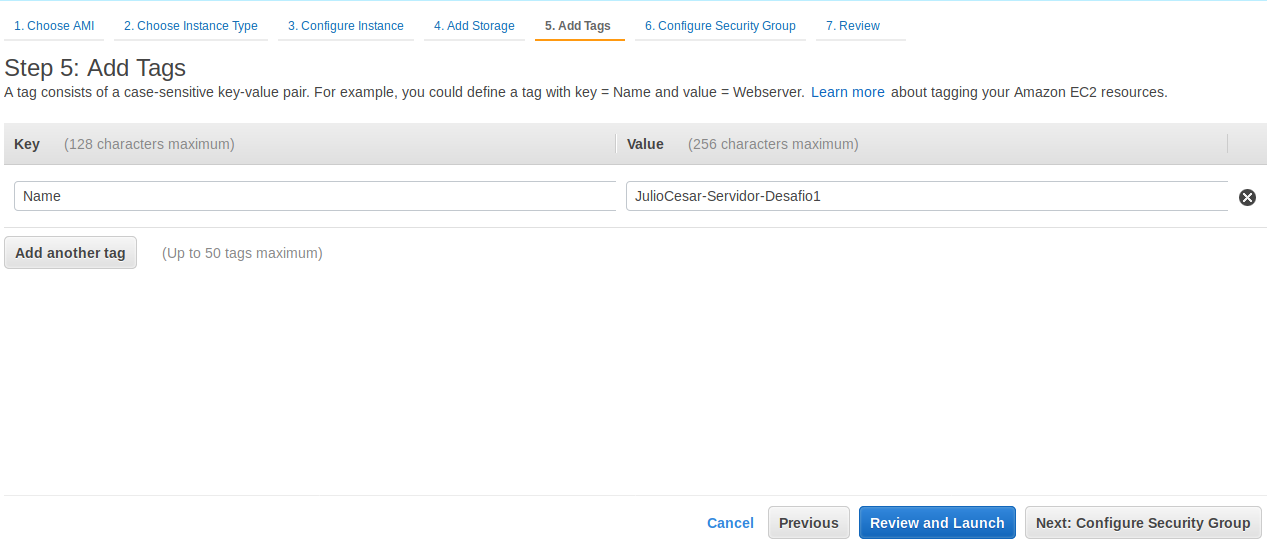 1. Choose AMI 2. Choose Instance Type 3. Configure Instance 4. Add Storage 5. Add Tags 6. Configure Security Group 7. Review
Step 5: Add Tags
A tag consists of a case-sensitive key-value pair. For example, you could define a tag with key = Name and value = Webserver. Learn more about tagging your Amazon EC2 resources.
Key (128 characters maximum) Value (256 characters maximum)
Name JulioCesar-Servidor-Desafio1
Add another tag (Up to 50 tags maximum)
Cancel Previous Review and Launch Next: Configure Security Group